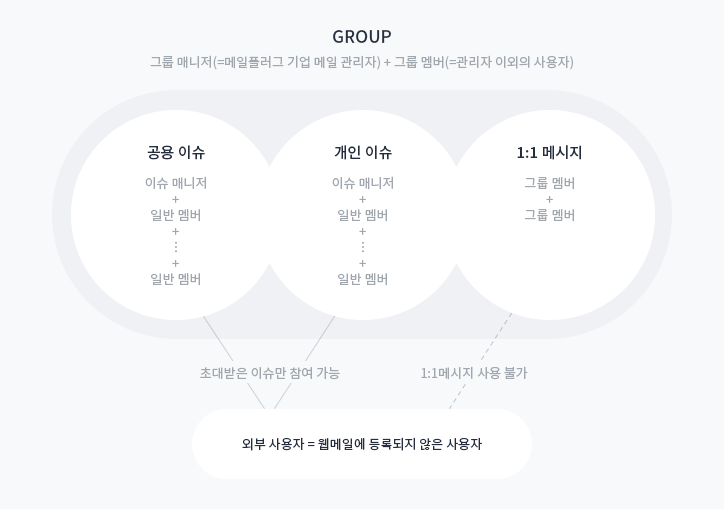 GROUP
그룹 매니저(=메일플러그 기업 메일 관리자) + 그룹 멤버(=관리자 이외의 사용자)
공용 이슈
이슈 매니저
+
일반 멤버
+
⋮
+
일반 멤버
개인 이슈
이슈 매니저
+
일반 멤버
+
⋮
+
일반 멤버
1:1 메시지
그룹 멤버
+
그룹 멤버
초대받은 이슈만 참여 가능
1:1메시지 사용 불가
외부 사용자 = 웹메일에 등록되지 않은 사용자